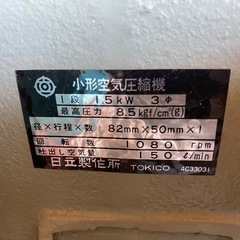 小形空気圧縮機
1段 1.5kW 3Φ
最高圧力 8.5kgf/cm²(g)
径×行程×数 82mm×50mm×1
回転数 1080 rpm
吐出し空気量 150 ℓ/min
日立製作所 TOKICO 4C33031